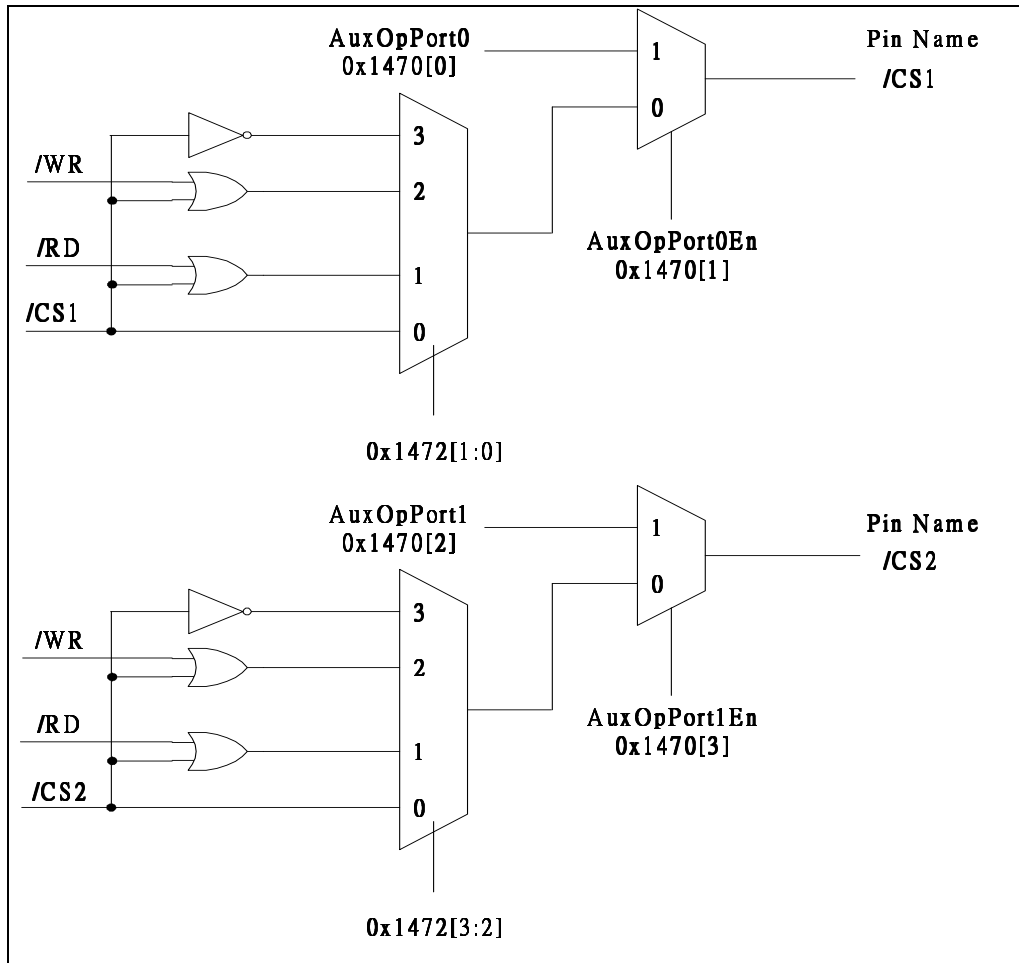 AuxOpPort0
0x1470[0]
1
Pin Name
/CS1
0
3
/WR
2
AuxOpPort0En
0x1470[1]
/RD
1
/CS1
0
0x1472[1:0]
AuxOpPort1
0x1470[2]
1
Pin Name
/CS2
0
3
/WR
2
AuxOpPort1En
0x1470[3]
/RD
1
/CS2
0
0x1472[3:2]